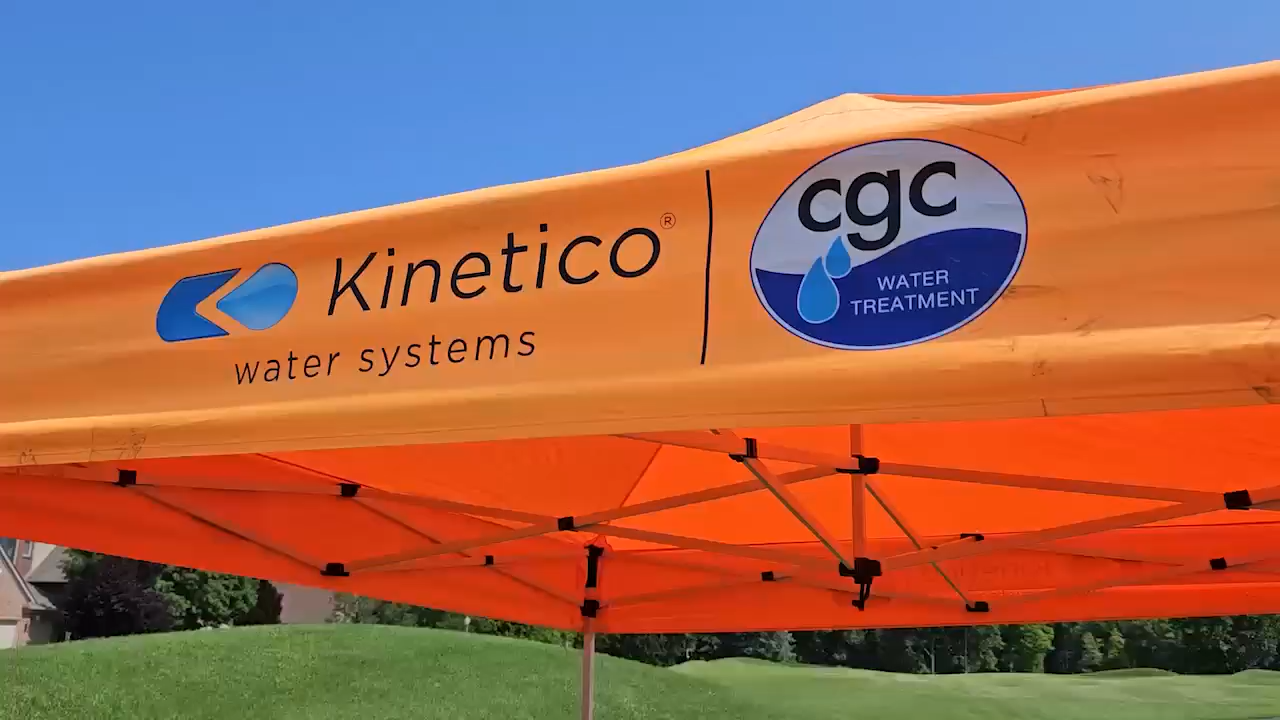 Kinetico®
water systems
cgc
WATER
TREATMENT